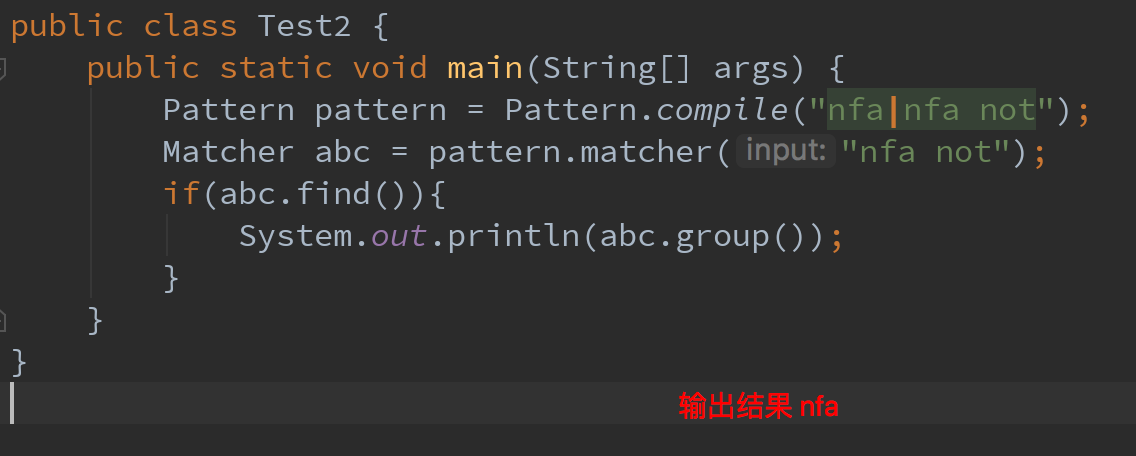 public class Test2 {
    public static void main(String[] args) {
        Pattern pattern = Pattern.compile("nfa|nfa not");
        Matcher abc = pattern.matcher( input: "nfa not");
        if(abc.find()){
            System.out.println(abc.group());
        }
    }
}
输出结果 nfa